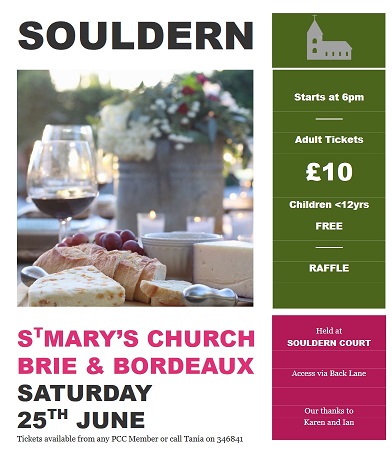 SOULDERN
STMARY'S CHURCH
BRIE & BORDEAUX
SATURDAY
25TH JUNE
Tickets available from any PCC Member or call Tania on 346841
Starts at 6pm
Adult Tickets
£10
Children <12yrs
FREE
RAFFLE
Held at
SOULDERN COURT
Access via Back Lane
Our thanks to
Karen and Ian